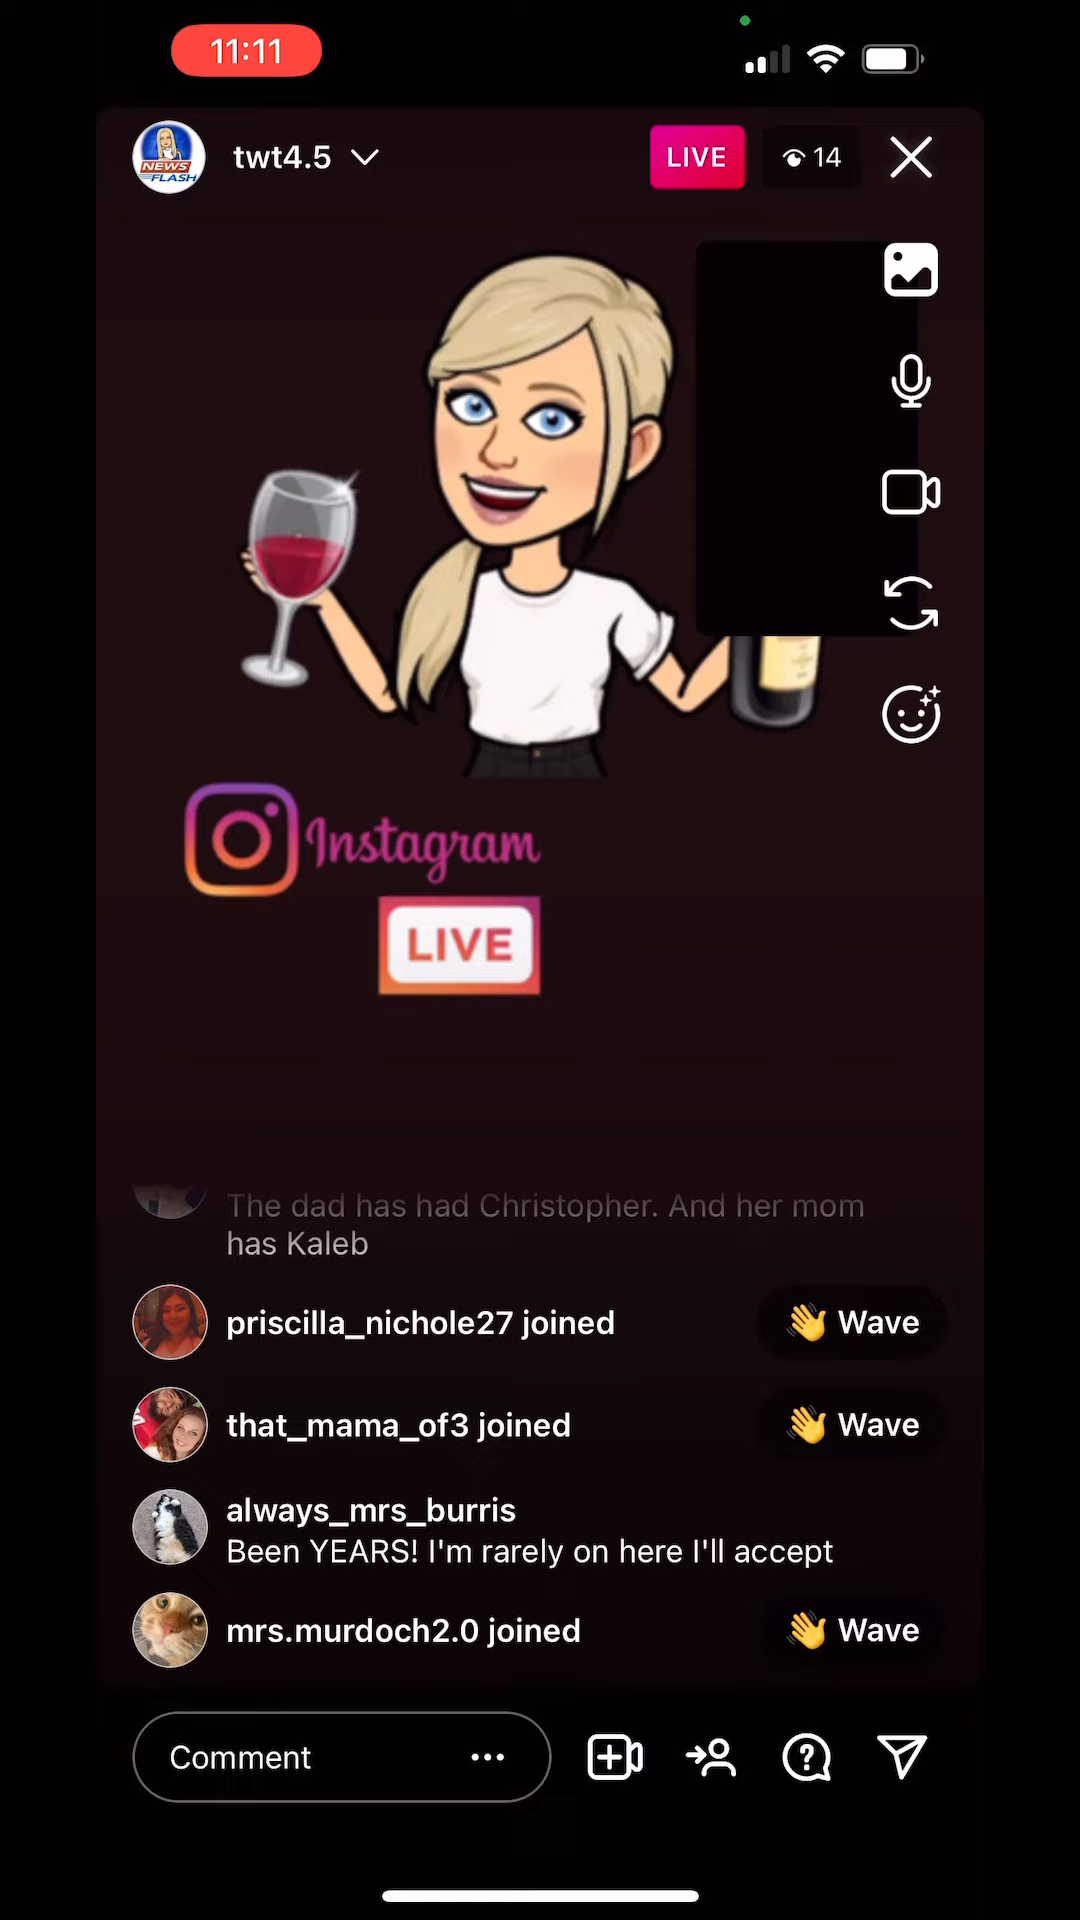 11:11
NEWS
FLASH
twt4.5
LIVE
14
Instagram
LIVE
The dad has had Christopher. And her mom
has Kaleb
priscilla_nichole27 joined
Wave
that_mama_of3 joined
Wave
always_mrs_burris
Been YEARS! I'm rarely on here I'll accept
mrs.murdoch2.0 joined
Wave
Comment